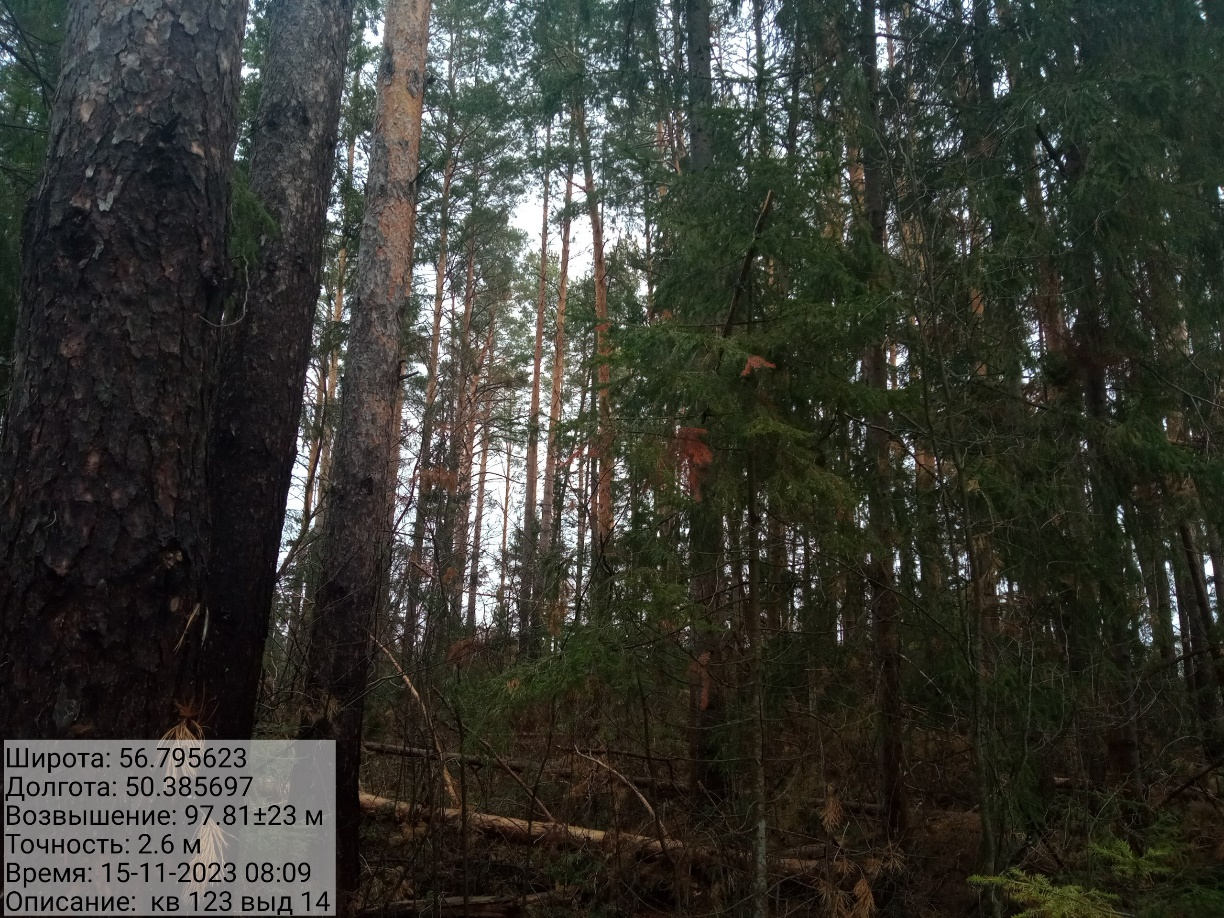 Широта: 56.795623
Долгота: 50.385697
Возвышение: 97.81±23 м
Точность: 2.6 м
Время: 15-11-2023 08:09
Описание: кв 123 выд 14